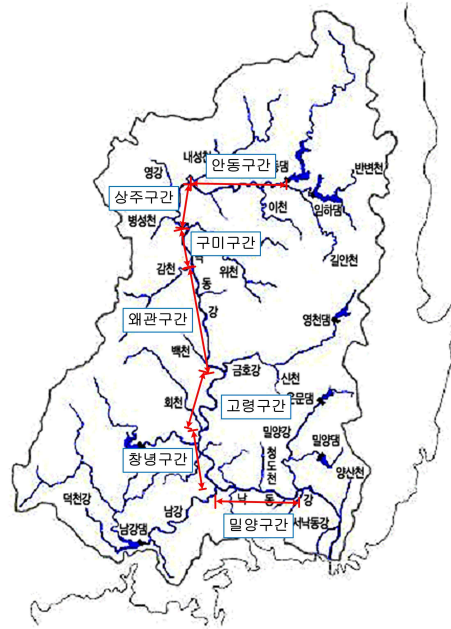 내성천
안동구간
댐
반변천
영강
상주구간
이천
임하댐
병성천
구미구간
길안천
낙
감천
위천
동
왜관구간
강
영천댐
백천
금호강
산천
회천
고령구간
운문댐
밀양강
밀양댐
청도천
창녕구간
양산천
덕천강
남강
낙
동
강
남강댐
밀양구간
서낙동강